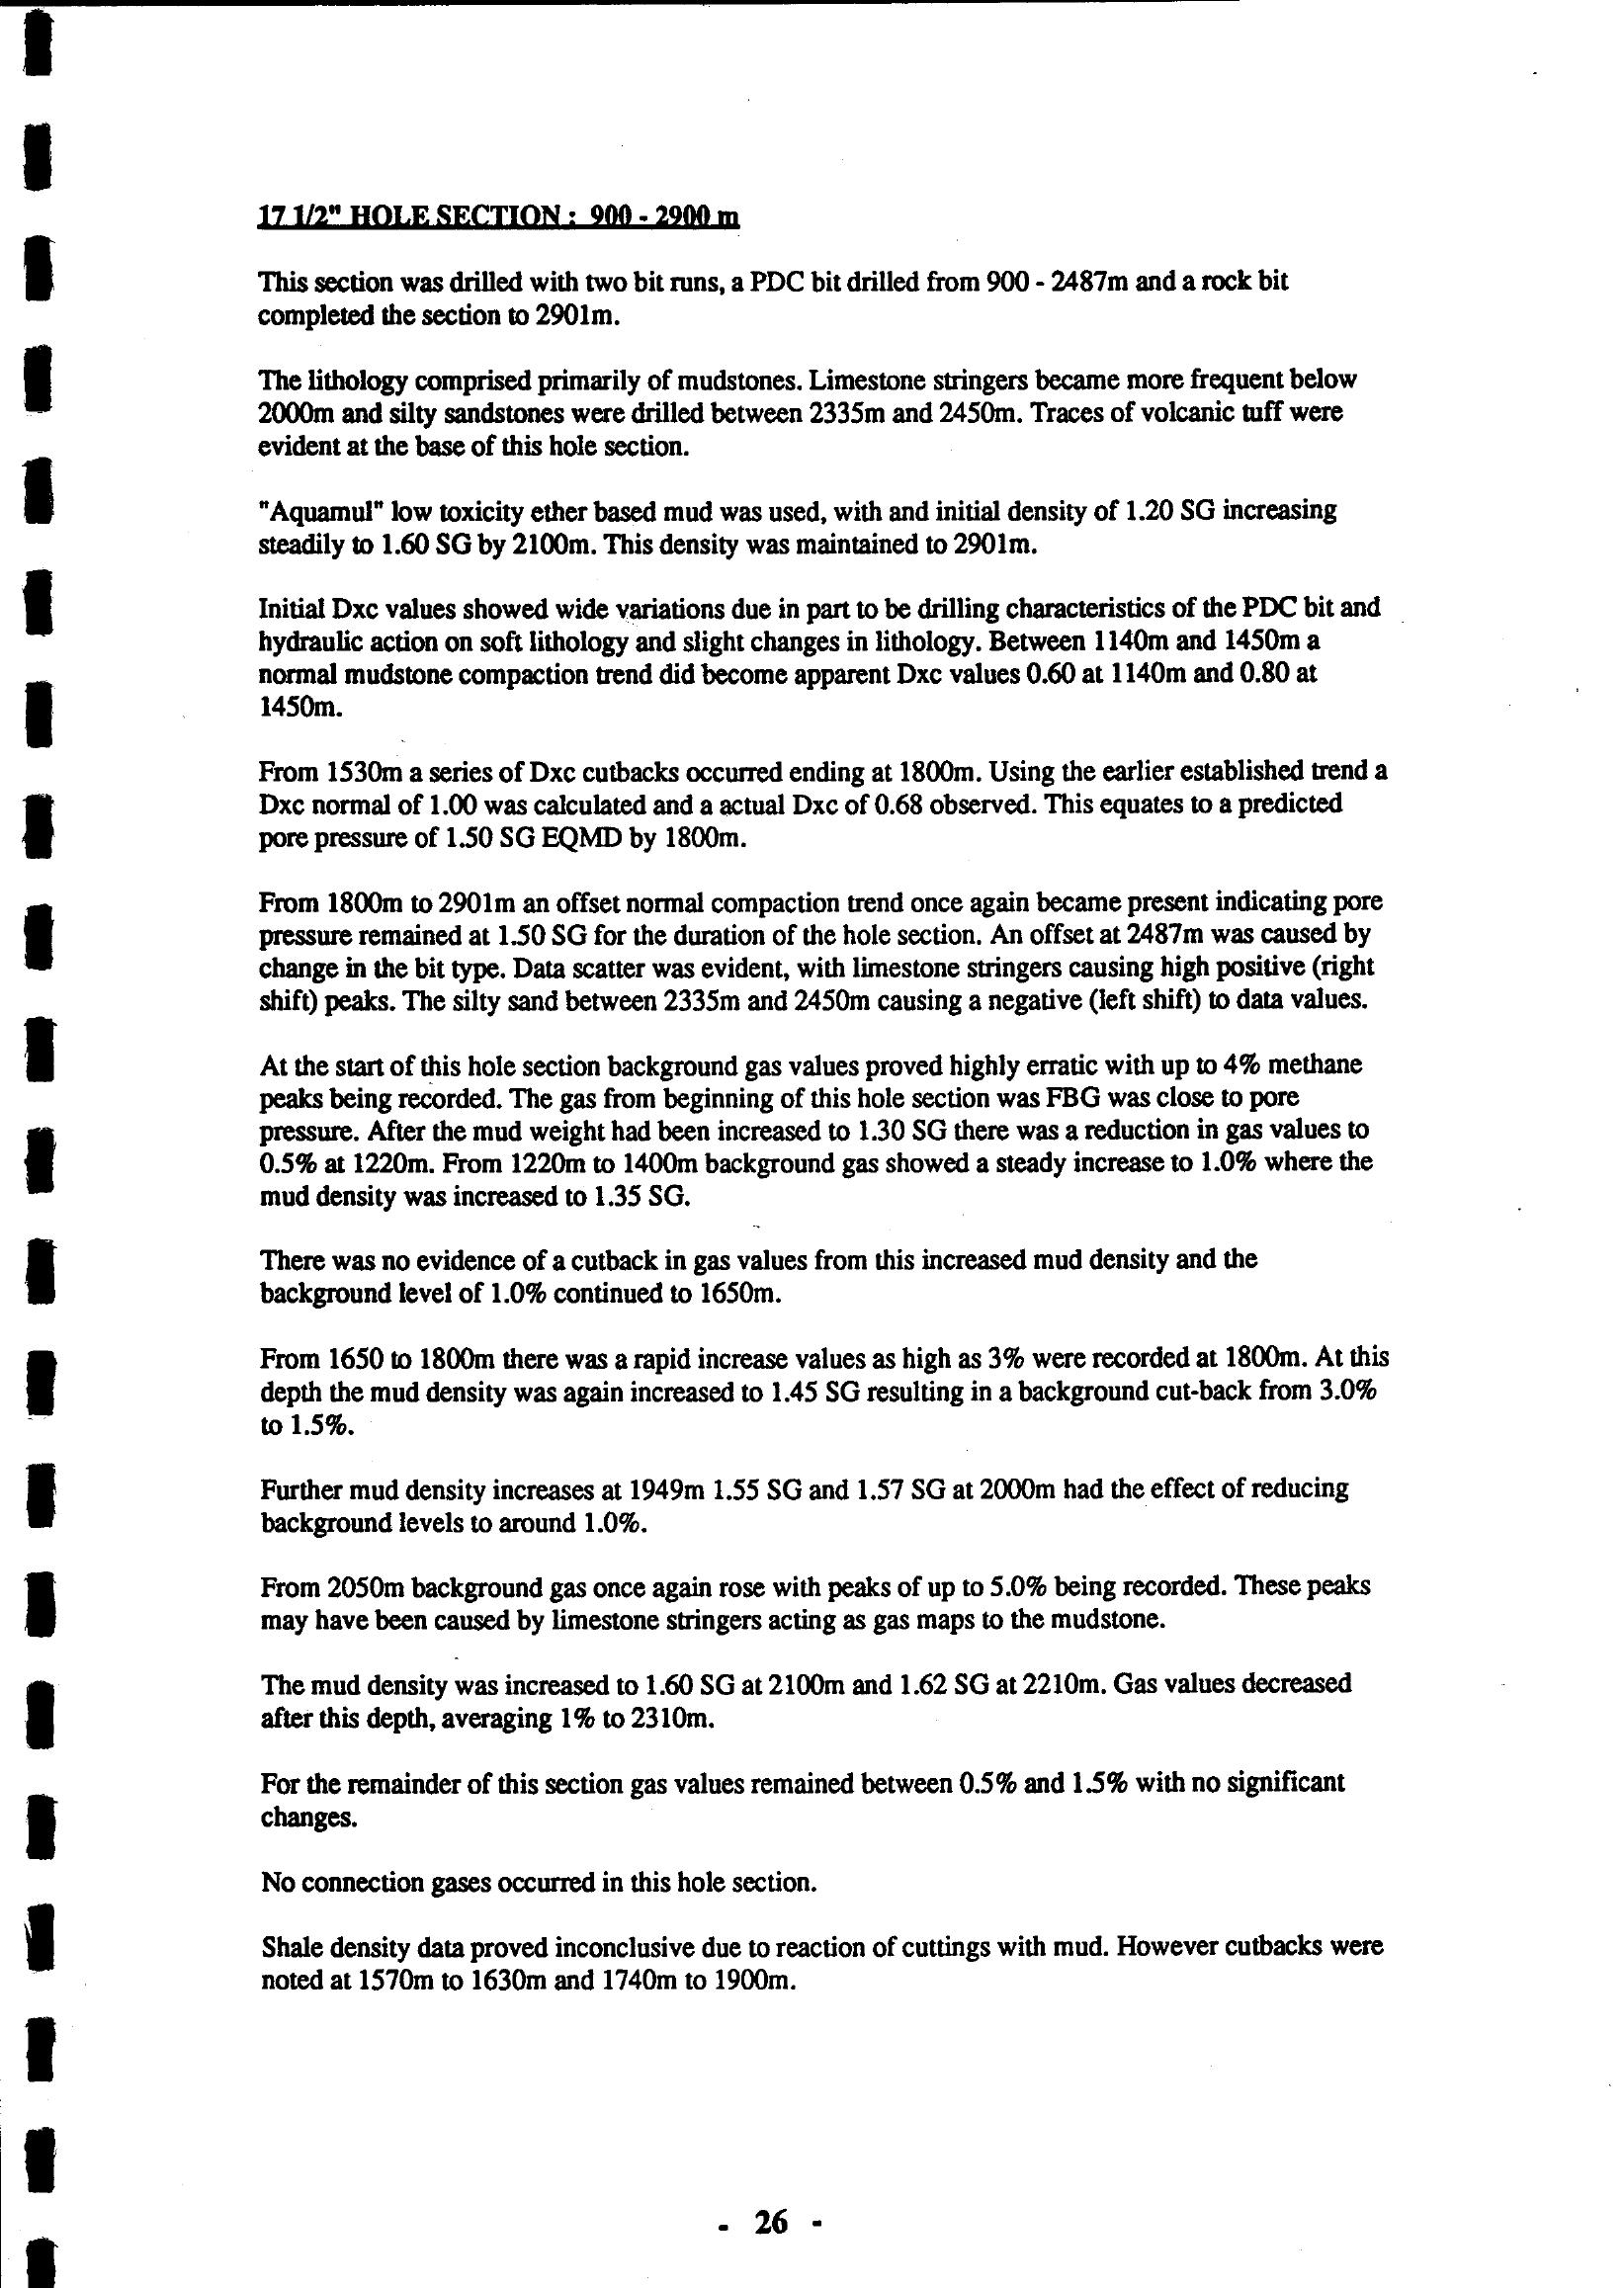 17 1/2" HOLE SECTION : 900 - 2900 m
This section was drilled with two bit runs, a PDC bit drilled from 900 - 2487m and a rock bit
completed the section to 2901m.
The lithology comprised primarily of mudstones. Limestone stringers became more frequent below
2000m and silty sandstones were drilled between 2335m and 2450m. Traces of volcanic tuff were
evident at the base of this hole section.
"Aquamul" low toxicity ether based mud was used, with and initial density of 1.20 SG increasing
steadily to 1.60 SG by 2100m. This density was maintained to 2901m.
Initial Dxc values showed wide variations due in part to be drilling characteristics of the PDC bit and
hydraulic action on soft lithology and slight changes in lithology. Between 1140m and 1450m a
normal mudstone compaction trend did become apparent Dxc values 0.60 at 1140m and 0.80 at
1450m.
From 1530m a series of Dxc cutbacks occurred ending at 1800m. Using the earlier established trend a
Dxc normal of 1.00 was calculated and a actual Dxc of 0.68 observed. This equates to a predicted
pore pressure of 1.50 SG EQMD by 1800m.
From 1800m to 2901m an offset normal compaction trend once again became present indicating pore
pressure remained at 1.50 SG for the duration of the hole section. An offset at 2487m was caused by
change in the bit type. Data scatter was evident, with limestone stringers causing high positive (right
shift) peaks. The silty sand between 2335m and 2450m causing a negative (left shift) to data values.
At the start of this hole section background gas values proved highly erratic with up to 4% methane
peaks being recorded. The gas from beginning of this hole section was FBG was close to pore
pressure. After the mud weight had been increased to 1.30 SG there was a reduction in gas values to
0.5% at 1220m. From 1220m to 1400m background gas showed a steady increase to 1.0% where the
mud density was increased to 1.35 SG.
There was no evidence of a cutback in gas values from this increased mud density and the
background level of 1.0% continued to 1650m.
From 1650 to 1800m there was a rapid increase values as high as 3% were recorded at 1800m. At this
depth the mud density was again increased to 1.45 SG resulting in a background cut-back from 3.0%
to 1.5%.
Further mud density increases at 1949m 1.55 SG and 1.57 SG at 2000m had the effect of reducing
background levels to around 1.0%.
From 2050m background gas once again rose with peaks of up to 5.0% being recorded. These peaks
may have been caused by limestone stringers acting as gas maps to the mudstone.
The mud density was increased to 1.60 SG at 2100m and 1.62 SG at 2210m. Gas values decreased
after this depth, averaging 1% to 2310m.
For the remainder of this section gas values remained between 0.5% and 1.5% with no significant
changes.
No connection gases occurred in this hole section.
Shale density data proved inconclusive due to reaction of cuttings with mud. However cutbacks were
noted at 1570m to 1630m and 1740m to 1900m.
- 26 -